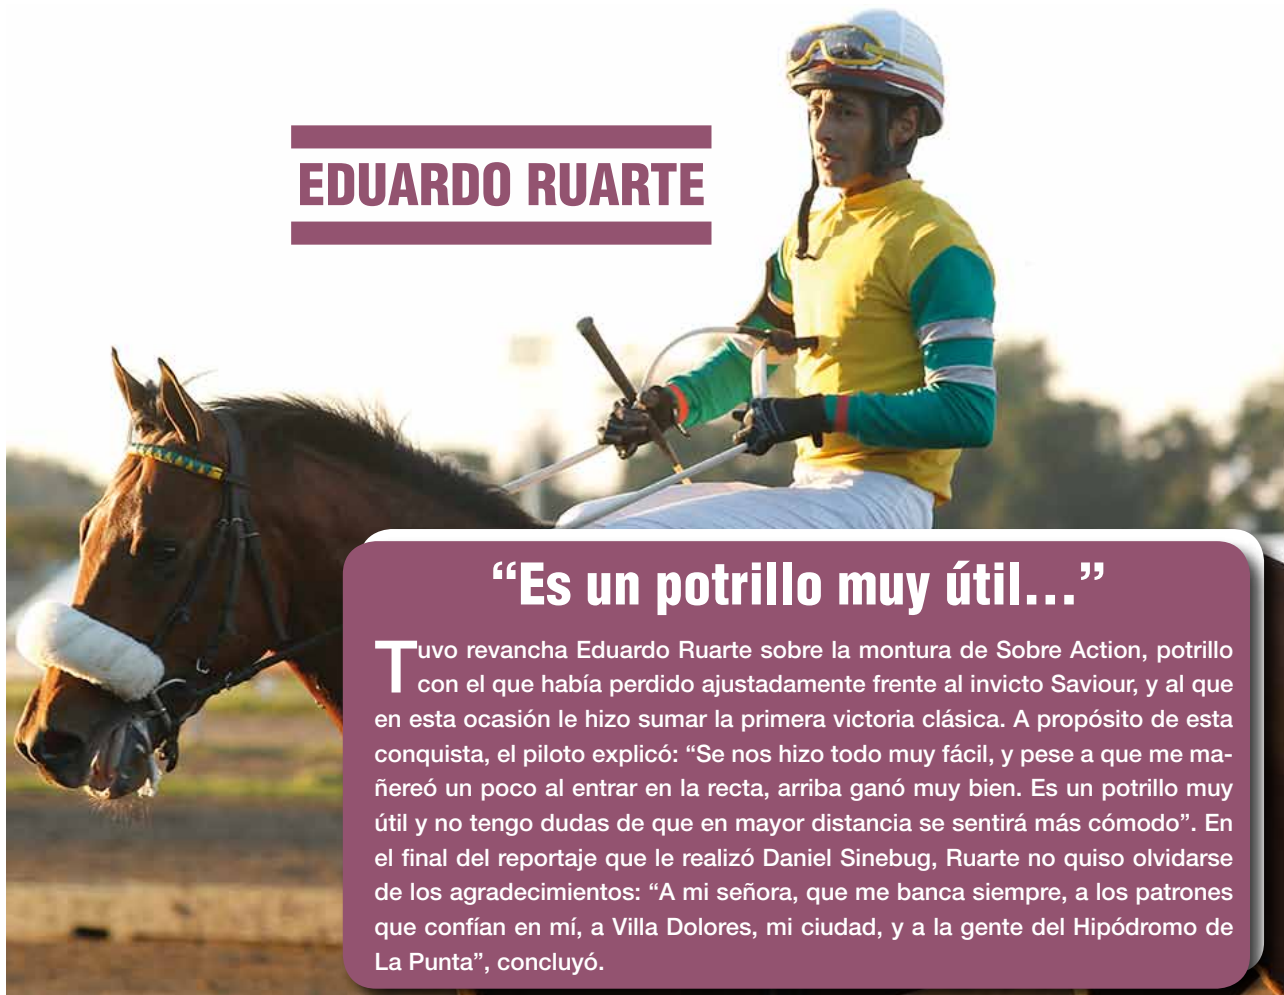 EDUARDO RUARTE
“Es un potrillo muy útil...”
Tuvo revancha Eduardo Ruarte sobre la montura de Sobre Action, potrillo
con el que había perdido ajustadamente frente al invicto Saviour, y al que
en esta ocasión le hizo sumar la primera victoria clásica. A propósito de esta
conquista, el piloto explicó: “Se nos hizo todo muy fácil, y pese a que me ma-
ñereó un poco al entrar en la recta, arriba ganó muy bien. Es un potrillo muy
útil y no tengo dudas de que en mayor distancia se sentirá más cómodo”. En
el final del reportaje que le realizó Daniel Sinebug, Ruarte no quiso olvidarse
de los agradecimientos: “A mi señora, que me banca siempre, a los patrones
que confían en mí, a Villa Dolores, mi ciudad, y a la gente del Hipódromo de
La Punta”, concluyó.